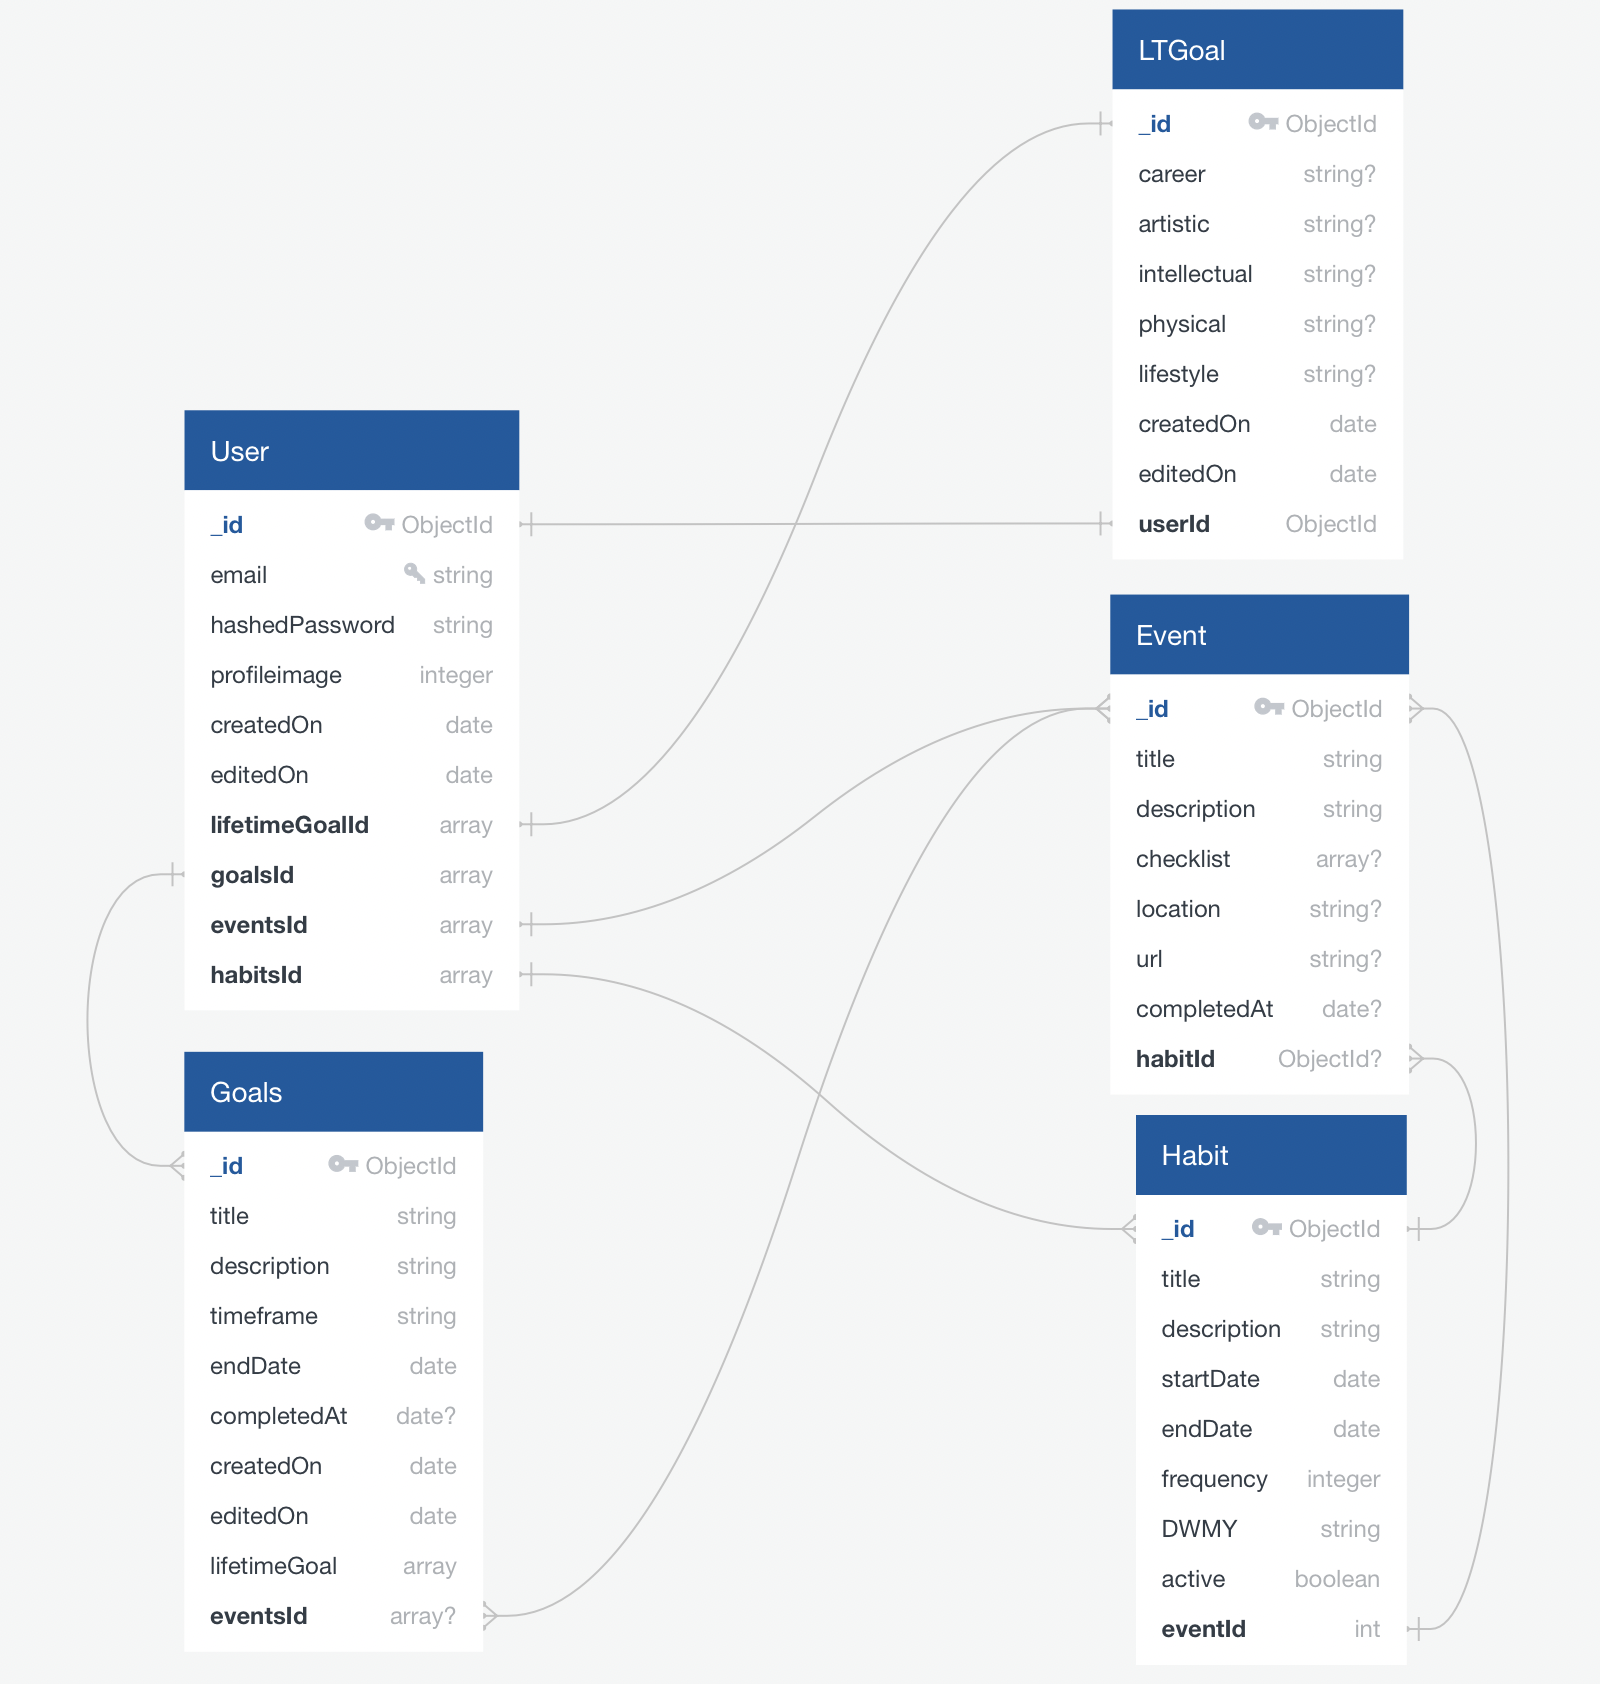 LTGoal
_id ObjectId
career string?
artistic string?
intellectual string?
physical string?
lifestyle string?
createdOn date
editedOn date
userId ObjectId
User
_id ObjectId
email string
hashedPassword string
profileimage integer
createdOn date
editedOn date
lifetimeGoalId array
goalsId array
eventsId array
habitsId array
Event
_id ObjectId
title string
description string
checklist array?
location string?
url string?
completedAt date?
habitId ObjectId?
Goals
_id ObjectId
title string
description string
timeframe string
endDate date
completedAt date?
createdOn date
editedOn date
lifetimeGoal array
eventsId array?
Habit
_id ObjectId
title string
description string
startDate date
endDate date
frequency integer
DWMY string
active boolean
eventId int